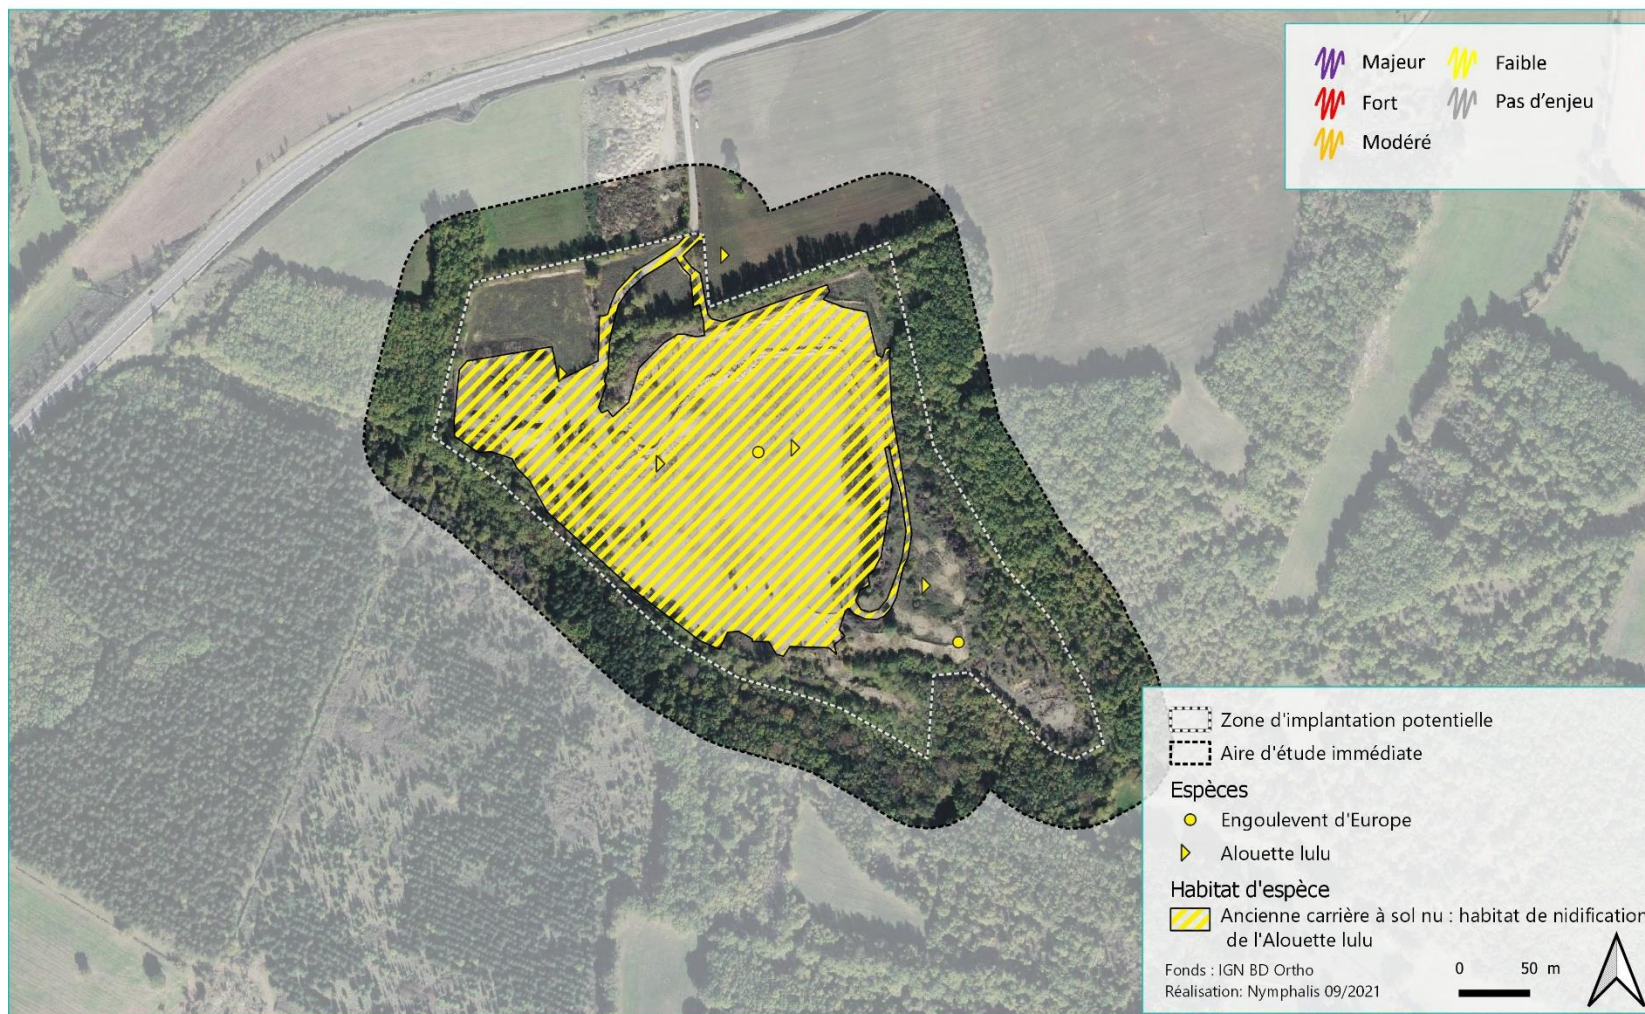 Majeur
Faible
Fort
Pas d'enjeu
Modéré
Zone d'implantation potentielle
Aire d'étude immédiate
Espèces
Engoulevent d'Europe
Alouette lulu
Habitat d'espèce
Ancienne carrière à sol nu : habitat de nidification
de l'Alouette lulu
Fonds : IGN BD Ortho
Réalisation: Nymphalis 09/2021
0 50 m